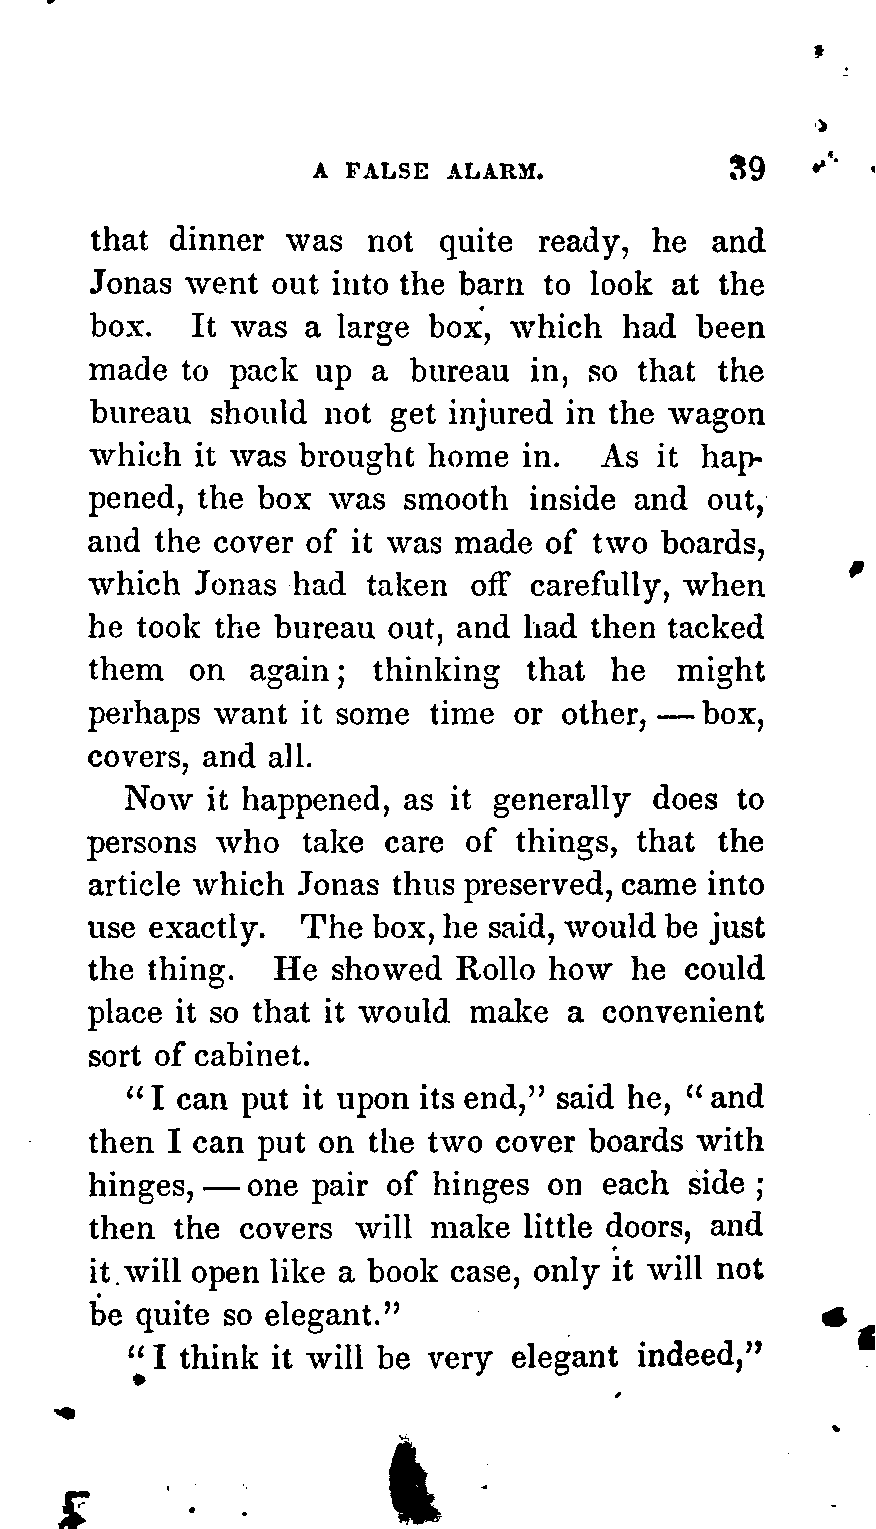 A FALSE ALARM. 39
that dinner was not quite ready, he and
Jonas went out into the barn to look at the
box. It was a large box, which had been
made to pack up a bureau in, so that the
bureau should not get injured in the wagon
which it was brought home in. As it hap-
pened, the box was smooth inside and out,
and the cover of it was made of two boards,
which Jonas had taken off carefully, when
he took the bureau out, and had then tacked
them on again; thinking that he might
perhaps want it some time or other, — box,
covers, and all.
Now it happened, as it generally does to
persons who take care of things, that the
article which Jonas thus preserved, came into
use exactly. The box, he said, would be just
the thing. He showed Rollo how he could
place it so that it would make a convenient
sort of cabinet.
“I can put it upon its end,” said he, “and
then I can put on the two cover boards with
hinges, — one pair of hinges on each side;
then the covers will make little doors, and
it will open like a book case, only it will not
be quite so elegant.”
“I think it will be very elegant indeed,”